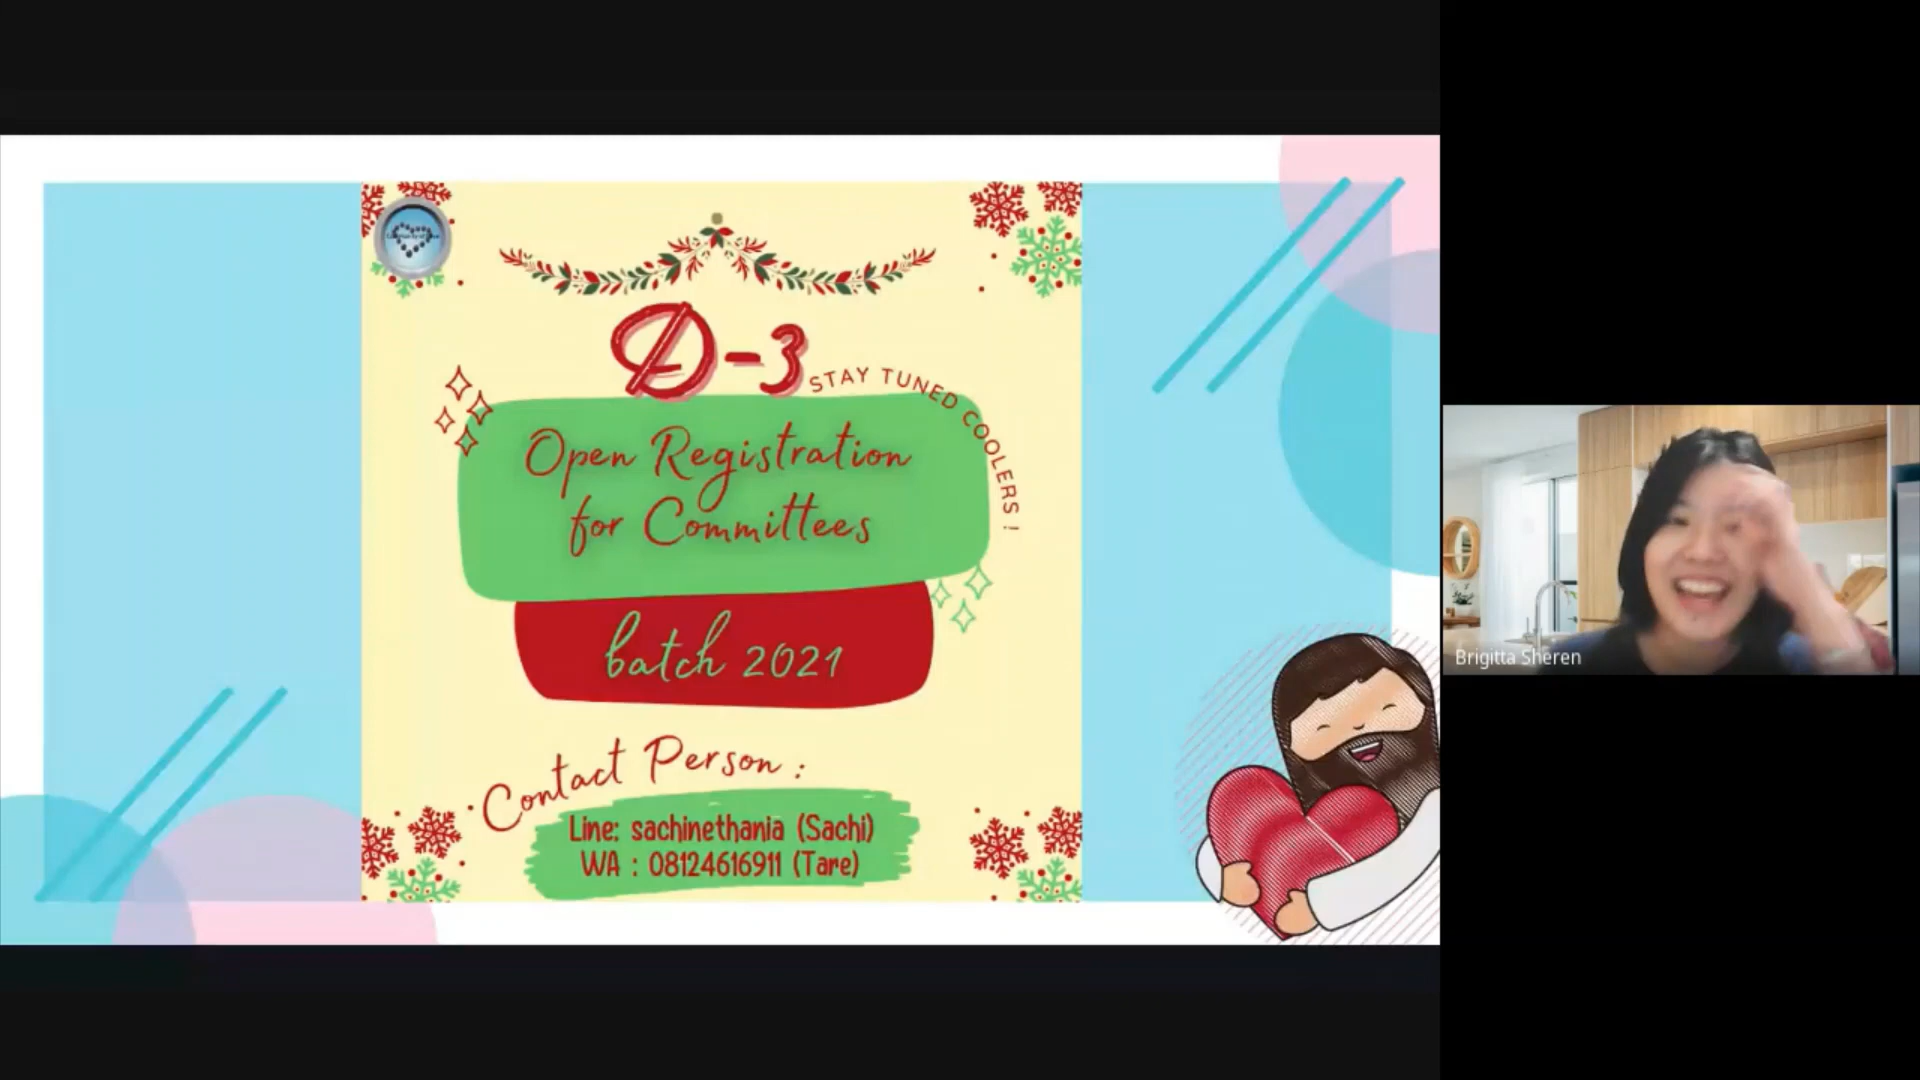 D-3
STAY TUNED COOLERS !
Open Registration
for Committees
batch 2021
Contact Person :
Line: sachinethania (Sachi)
WA : 08124616911 (Tare)
Brigitta Sheren